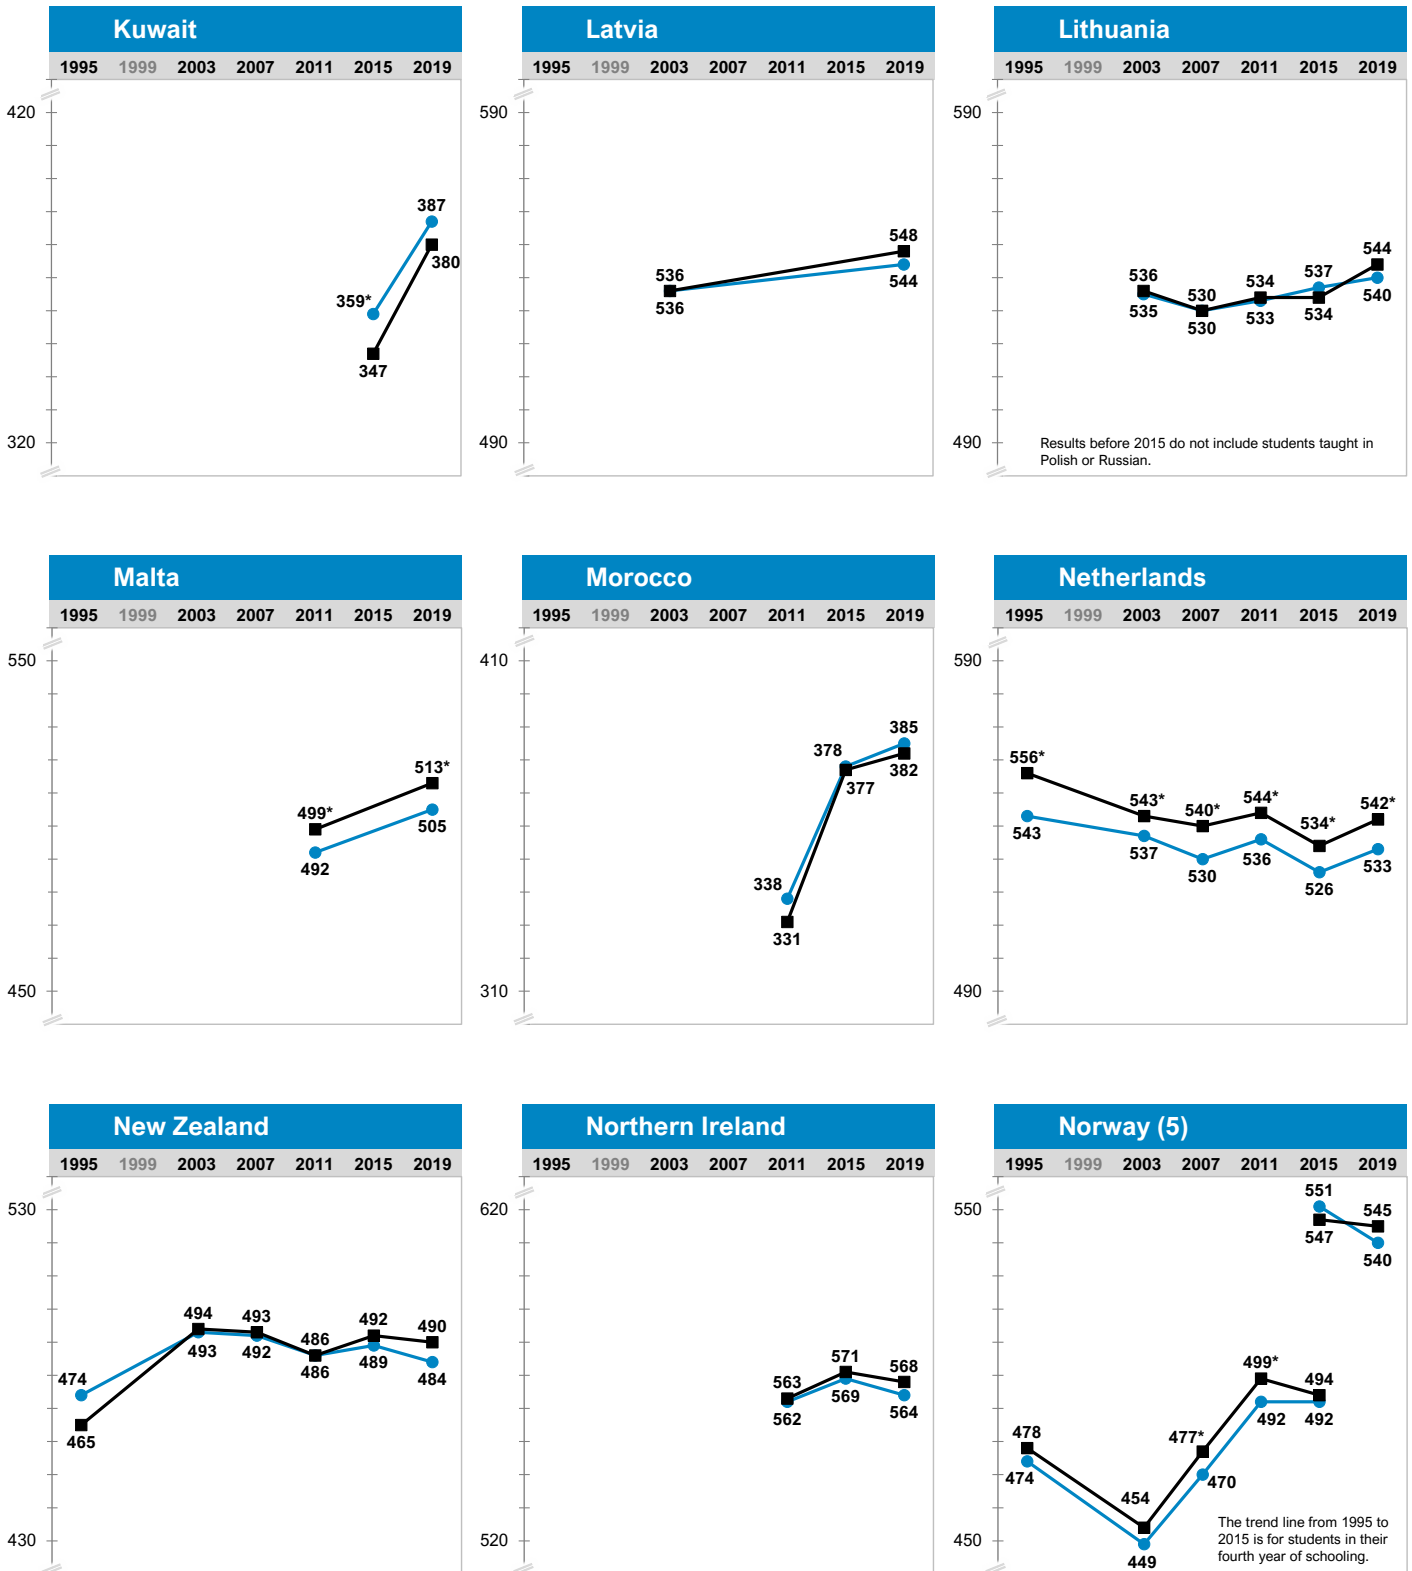 Kuwait
1995 1999 2003 2007 2011 2015 2019
420
387
380
359*
347
320
Latvia
1995 1999 2003 2007 2011 2015 2019
590
548
536
544
536
490
Lithuania
1995 1999 2003 2007 2011 2015 2019
590
536 530 534 537 544
535 530 533 534 540
490
Results before 2015 do not include students taught in
Polish or Russian.
Malta
1995 1999 2003 2007 2011 2015 2019
550
513*
499*
505
492
450
Morocco
1995 1999 2003 2007 2011 2015 2019
410
385
378
382
377
338
331
310
Netherlands
1995 1999 2003 2007 2011 2015 2019
590
556* 543* 540* 544* 534* 542*
543 537 530 536 526 533
490
New Zealand
1995 1999 2003 2007 2011 2015 2019
530
474 494 493 486 492 490
465 493 492 486 489 484
430
Northern Ireland
1995 1999 2003 2007 2011 2015 2019
620
563 571 568
562 569 564
520
Norway (5)
1995 1999 2003 2007 2011 2015 2019
550
551 545
547 540
478 454 477* 499* 494
474 449 470 492 492
450
The trend line from 1995 to
2015 is for students in their
fourth year of schooling.